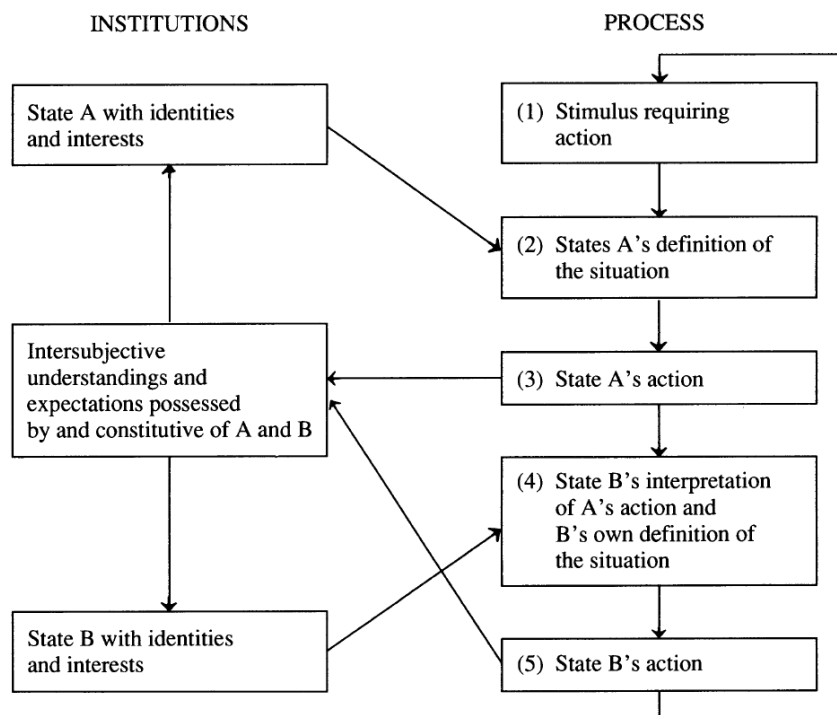 INSTITUTIONS
PROCESS
State A with identities
and interests
(1) Stimulus requiring
action
(2) States A's definition of
the situation
Intersubjective
understandings and
expectations possessed
by and constitutive of A and B
(3) State A's action
(4) State B's interpretation
of A's action and
B's own definition of
the situation
State B with identities
and interests
(5) State B's action